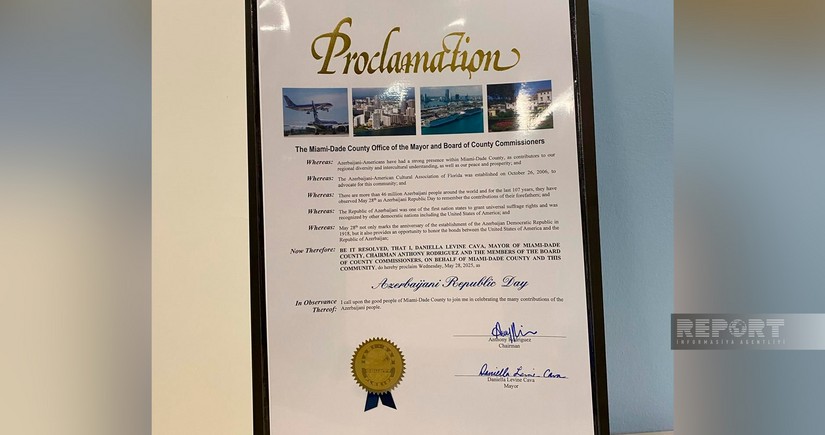 Proclamation
The Miami-Dade County Office of the Mayor and Board of County Commissioners
Whereas: Azerbaijani-Americans have had a strong presence within Miami-Dade County, as contributors to our
regional diversity and intercultural understanding, as well as our peace and prosperity; and
Whereas: The Azerbaijani-American Cultural Association of Florida was established on October 26, 2006, to
advocate for this community; and
Whereas: There are more than 46 million Azerbaijani people around the world and for the last 107 years, they have
observed May 28th as Azerbaijani Republic Day to remember the contributions of their forefathers; and
Whereas: The Republic of Azerbaijan was one of the first nation states to grant universal suffrage rights and was
recognized by other democratic nations including the United States of America; and
Whereas: May 28th not only marks the anniversary of the establishment of the Azerbaijan Democratic Republic in
1918, but it also provides an opportunity to honor the bonds between the United States of America and the
Republic of Azerbaijan;
Now Therefore: BE IT RESOLVED, THAT I, DANIELLA LEVINE CAVA, MAYOR OF MIAMI-DADE
COUNTY, CHAIRMAN ANTHONY RODRIGUEZ AND THE MEMBERS OF THE BOARD
OF COUNTY COMMISSIONERS, ON BEHALF OF MIAMI-DADE COUNTY AND THIS
COMMUNITY, do hereby proclaim Wednesday, May 28, 2025, as
Azerbaijani Republic Day
In Observance Thereof: I call upon the good people of Miami-Dade County to join me in celebrating the many contributions of the
Azerbaijani people.
Anthony Rodriguez
Chairman
Daniella Levine Cava
Daniella Levine Cava
Mayor
REPORT
INFORMASİYA AGENTLİYİ